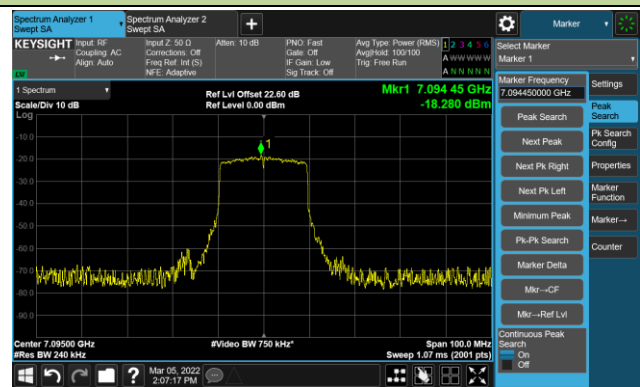 Spectrum Analyzer 1
Swept SA
Spectrum Analyzer 2
Swept SA
+
Marker
KEYSIGHT
Input: RF
Coupling: AC
Align: Auto
Input Z: 50 Ω
Corrections: Off
Freq Ref: Int (S)
NFE: Adaptive
Atten: 10 dB
PNO: Fast
Gate: Off
IF Gain: Low
Sig Track: Off
Avg Type: Power (RMS)
Avg|Hold: 100/100
Trig: Free Run
1 2 3 4 5 6
A W W W W W
A N N N N N
LXI
Select Marker
Marker 1
1 Spectrum
Scale/Div 10 dB
Log
Ref Lvl Offset 22.60 dB
Ref Level 0.00 dBm
Mkr1 7.094 45 GHz
-18.280 dBm
1
-10.0
-20.0
-30.0
-40.0
-50.0
-60.0
-70.0
-80.0
-90.0
Center 7.09500 GHz
#Res BW 240 kHz
#Video BW 750 kHz*
Span 100.0 MHz
Sweep 1.07 ms (2001 pts)
Marker Frequency
7.094450000 GHz
Peak Search
Next Peak
Next Pk Right
Next Pk Left
Minimum Peak
Pk-Pk Search
Marker Delta
Mkr→CF
Mkr→Ref Lvl
Continuous Peak
Search
On
Off
Settings
Peak
Search
Pk Search
Config
Properties
Marker
Function
Marker→
Counter
?
Mar 05, 2022
2:07:17 PM